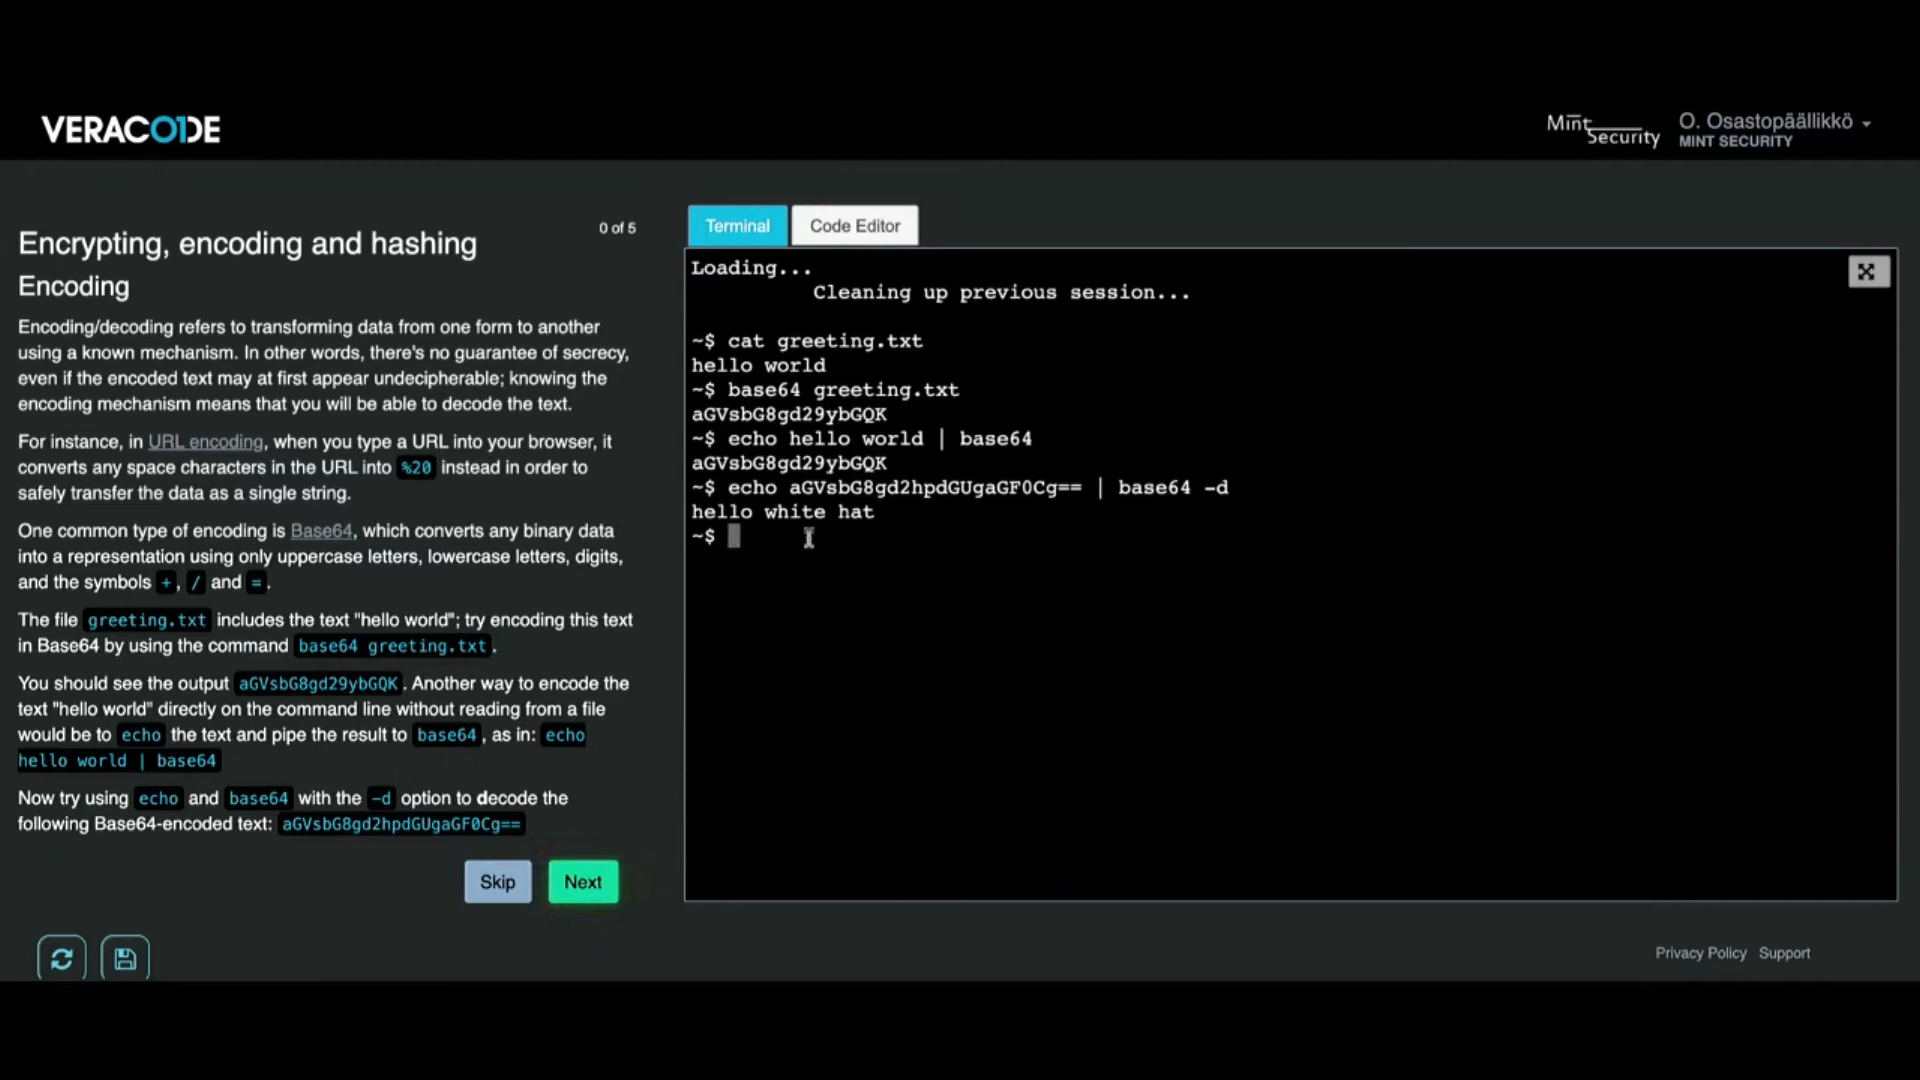 VERACODE
Mint Security
O. Osastopäällikkö
MINT SECURITY
Encrypting, encoding and hashing
0 of 5
Encoding
Encoding/decoding refers to transforming data from one form to another
using a known mechanism. In other words, there's no guarantee of secrecy,
even if the encoded text may at first appear undecipherable; knowing the
encoding mechanism means that you will be able to decode the text.
For instance, in URL encoding, when you type a URL into your browser, it
converts any space characters in the URL into %20 instead in order to
safely transfer the data as a single string.
One common type of encoding is Base64, which converts any binary data
into a representation using only uppercase letters, lowercase letters, digits,
and the symbols +, / and =.
The file greeting.txt includes the text "hello world"; try encoding this text
in Base64 by using the command base64 greeting.txt.
You should see the output aGVsbG8gd29ybGQK. Another way to encode the
text "hello world" directly on the command line without reading from a file
would be to echo the text and pipe the result to base64, as in: echo
hello world | base64
Now try using echo and base64 with the -d option to decode the
following Base64-encoded text: aGVsbG8gd2hpdGUgaGF0Cg==
Skip
Next
Terminal
Code Editor
Loading...
Cleaning up previous session...
~$ cat greeting.txt
hello world
~$ base64 greeting.txt
aGVsbG8gd29ybGQK
~$ echo hello world | base64
aGVsbG8gd29ybGQK
~$ echo aGVsbG8gd2hpdGUgaGF0Cg== | base64 -d
hello white hat
~$
Privacy Policy
Support